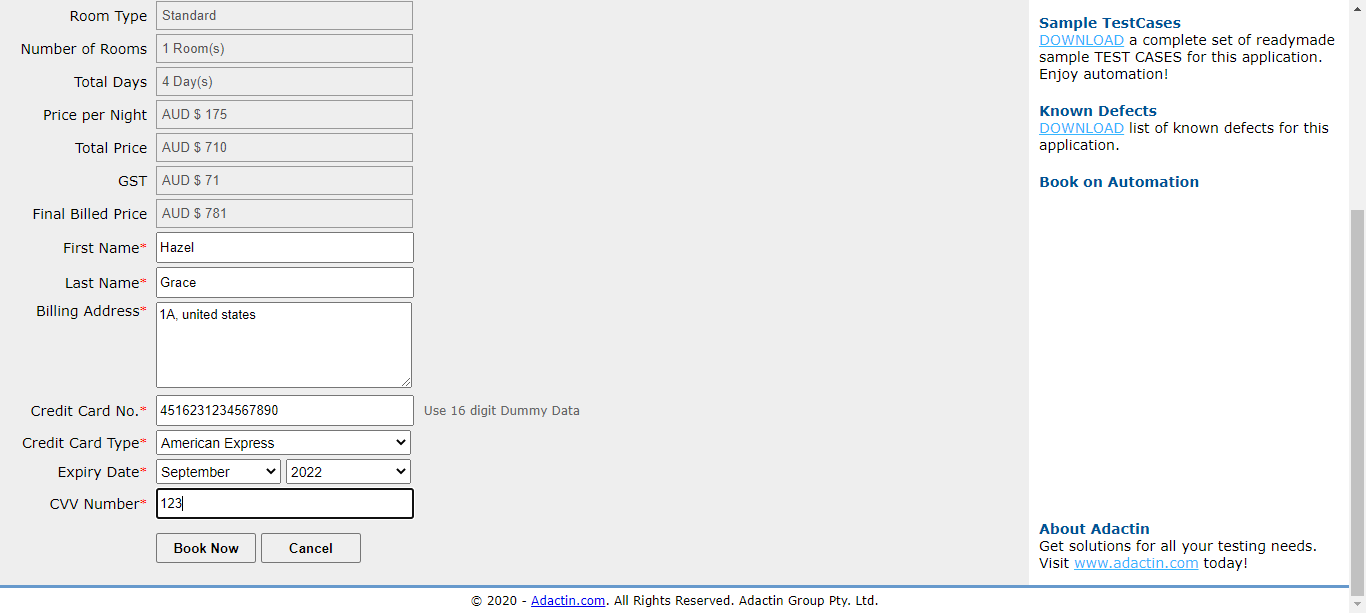 Room Type Standard
Number of Rooms 1 Room(s)
Total Days 4 Day(s)
Price per Night AUD $ 175
Total Price AUD $ 710
GST AUD $ 71
Final Billed Price AUD $ 781
First Name* Hazel
Last Name* Grace
Billing Address* 1A, united states
Credit Card No.* 4516231234567890 Use 16 digit Dummy Data
Credit Card Type* American Express
Expiry Date* September 2022
CVV Number* 123
Book Now Cancel
Sample TestCases
DOWNLOAD a complete set of readymade
sample TEST CASES for this application.
Enjoy automation!
Known Defects
DOWNLOAD list of known defects for this
application.
Book on Automation
About Adactin
Get solutions for all your testing needs.
Visit www.adactin.com today!
© 2020 - Adactin.com. All Rights Reserved. Adactin Group Pty. Ltd.